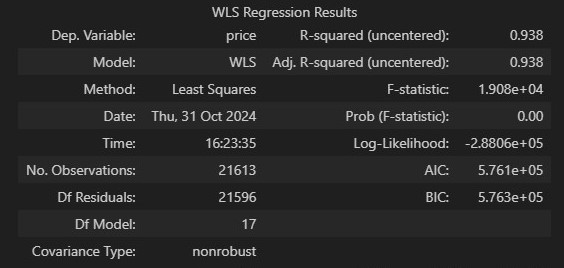 WLS Regression Results
Dep. Variable: price R-squared (uncentered): 0.938
Model: WLS Adj. R-squared (uncentered): 0.938
Method: Least Squares F-statistic: 1.908e+04
Date: Thu, 31 Oct 2024 Prob (F-statistic): 0.00
Time: 16:23:35 Log-Likelihood: -2.8806e+05
No. Observations: 21613 AIC: 5.761e+05
Df Residuals: 21596 BIC: 5.763e+05
Df Model: 17
Covariance Type: nonrobust